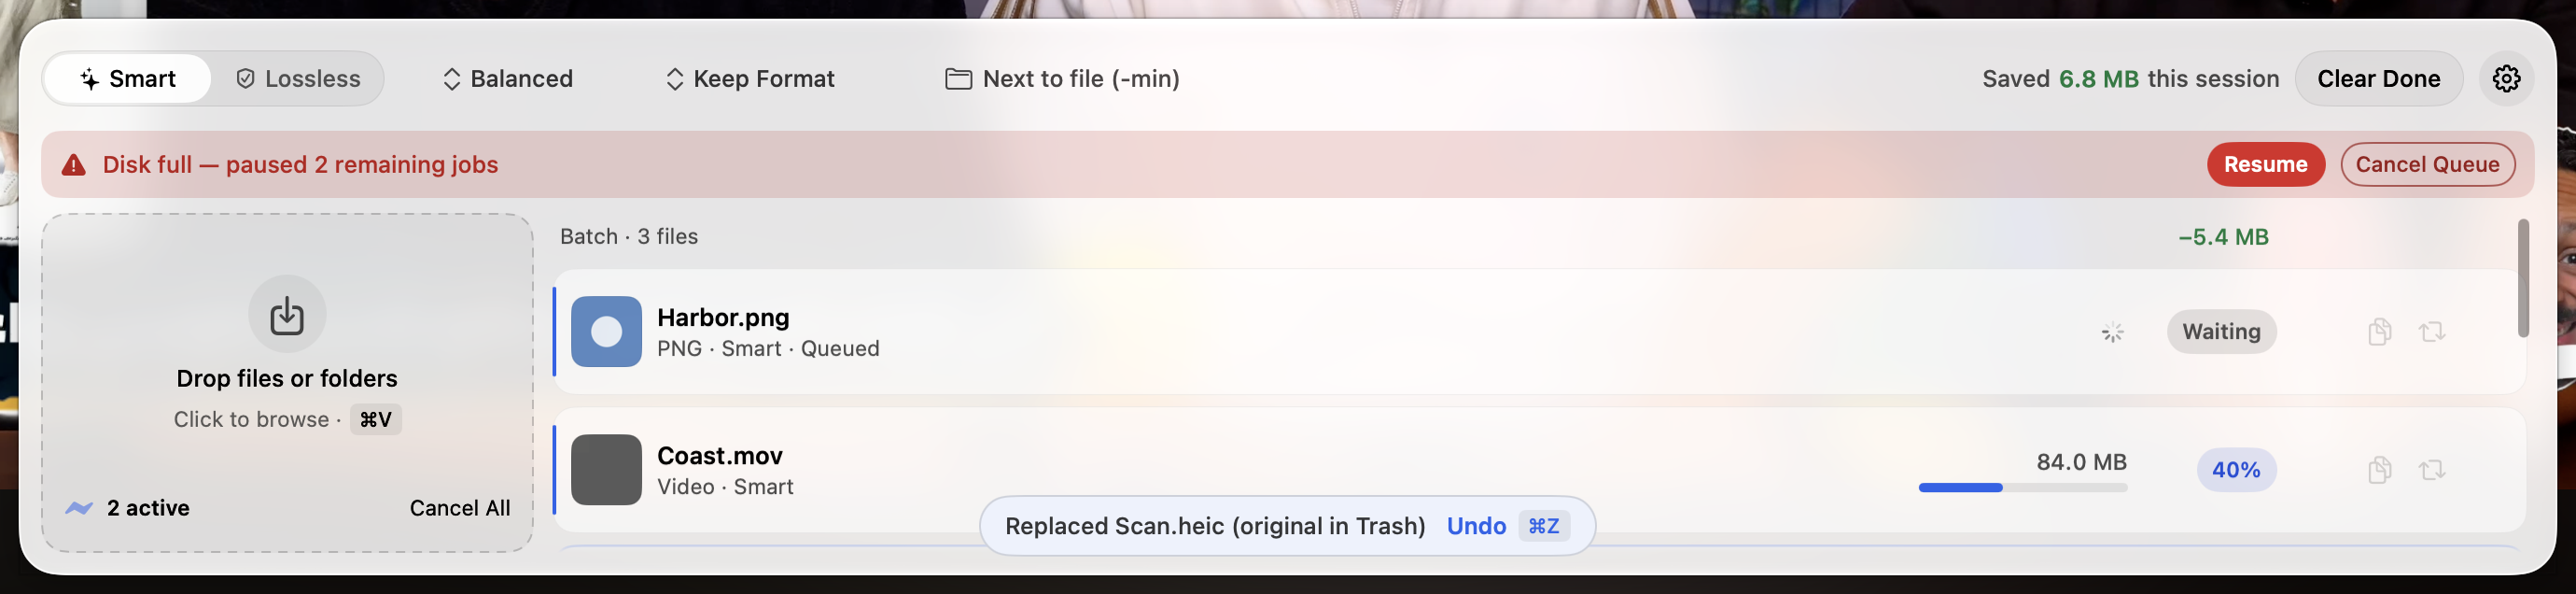 Smart
Lossless
Balanced
Keep Format
Next to file (-min)
Saved 6.8 MB this session
Clear Done
Disk full — paused 2 remaining jobs
Resume
Cancel Queue
Drop files or folders
Click to browse · ⌘V
2 active
Cancel All
Batch · 3 files
−5.4 MB
Harbor.png
PNG · Smart · Queued
Waiting
Coast.mov
Video · Smart
84.0 MB
40%
Replaced Scan.heic (original in Trash) Undo ⌘Z